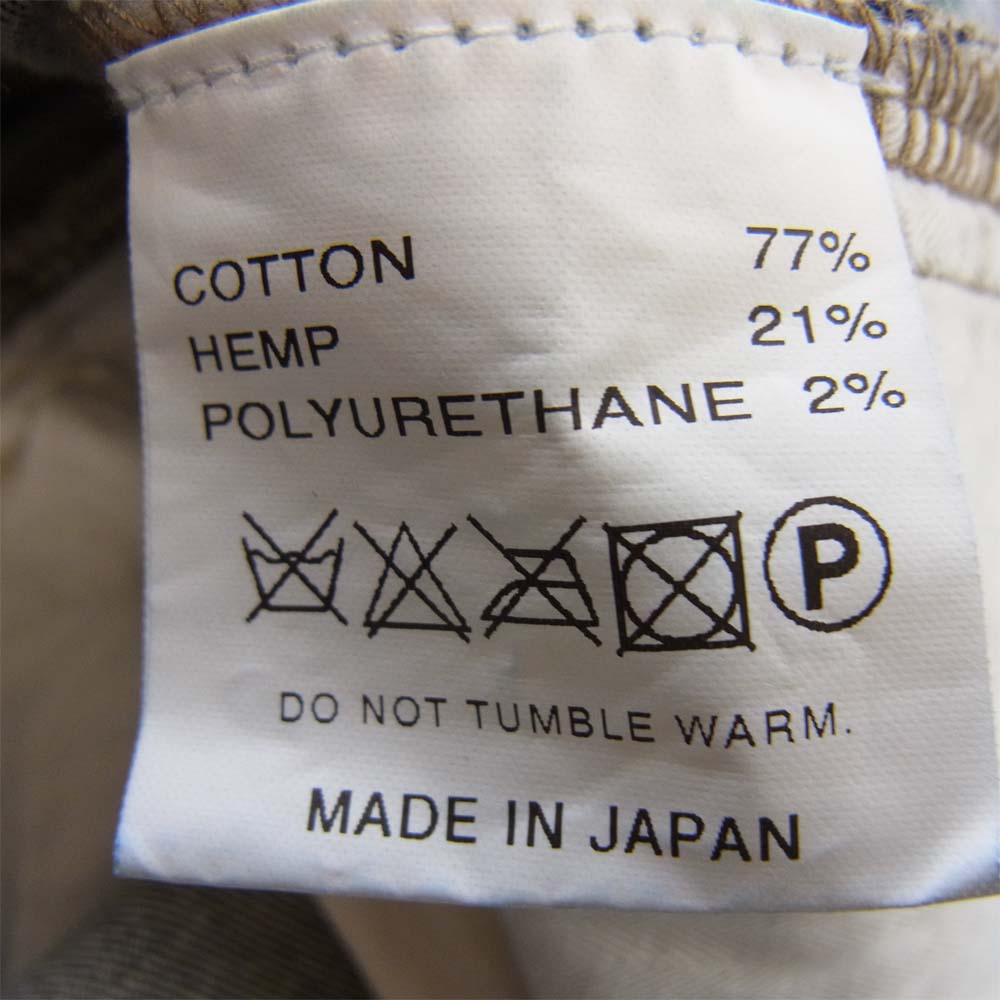 COTTON 77%
HEMP 21%
POLYURETHANE 2%
P
DO NOT TUMBLE WARM.
MADE IN JAPAN